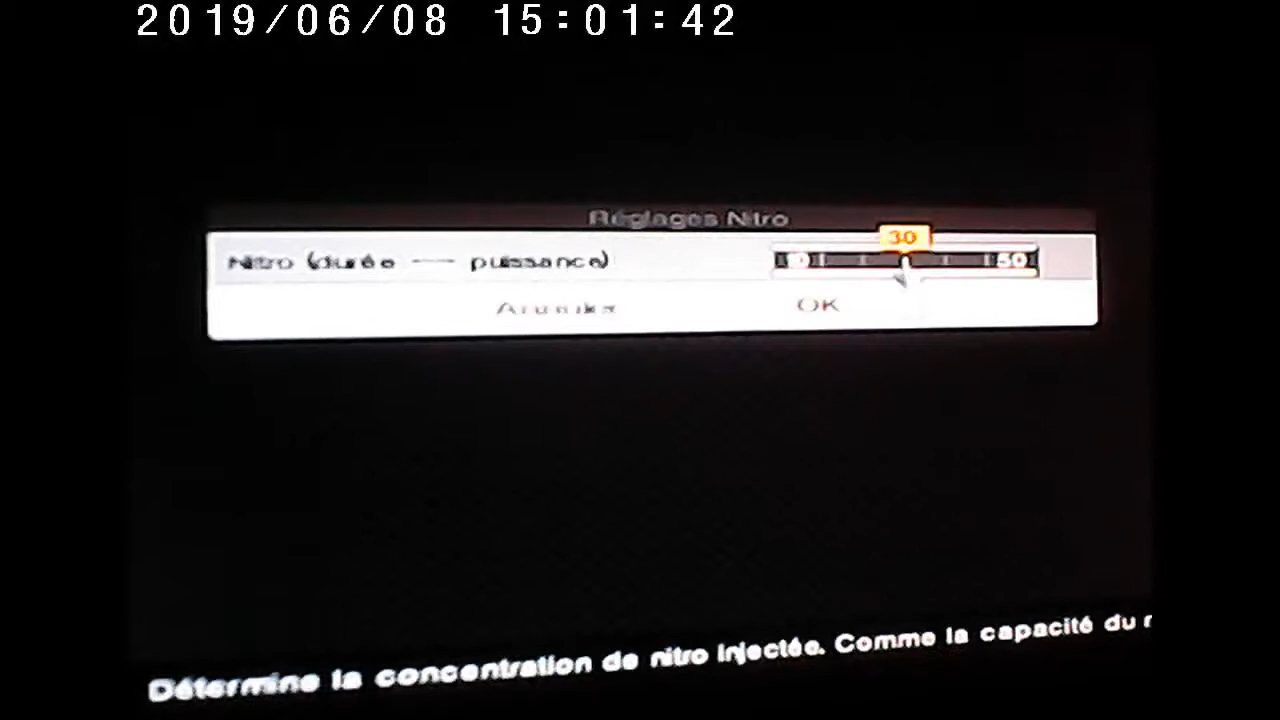 2019/06/08 15:01:42
Réglages Nitro
30
Nitro (durée — puissance) 50
OK
Détermine la concentration de nitro injectée. Comme la capacité du r